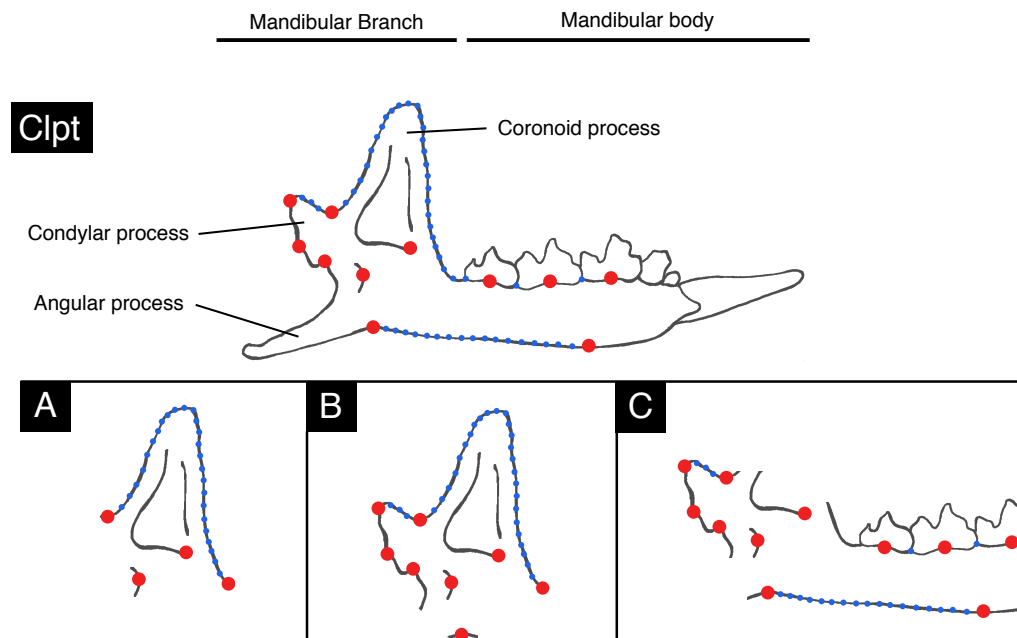 Mandibular Branch
Mandibular body
Clpt
Coronoid process
Condylar process
Angular process
A
B
C